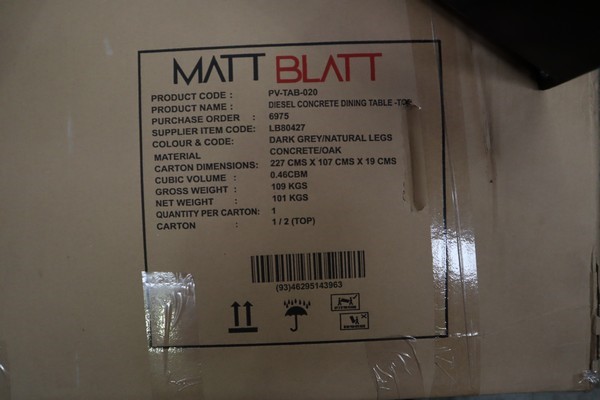 MATT BLATT
PRODUCT CODE : PV-TAB-020
PRODUCT NAME : DIESEL CONCRETE DINING TABLE -TOP
PURCHASE ORDER : 6975
SUPPLIER ITEM CODE: LB80427
COLOUR & CODE: DARK GREY/NATURAL LEGS
MATERIAL CONCRETE/OAK
CARTON DIMENSIONS: 227 CMS X 107 CMS X 19 CMS
CUBIC VOLUME : 0.46CBM
GROSS WEIGHT : 109 KGS
NET WEIGHT : 101 KGS
QUANTITY PER CARTON: 1
CARTON : 1 / 2 (TOP)
(93)46295143963